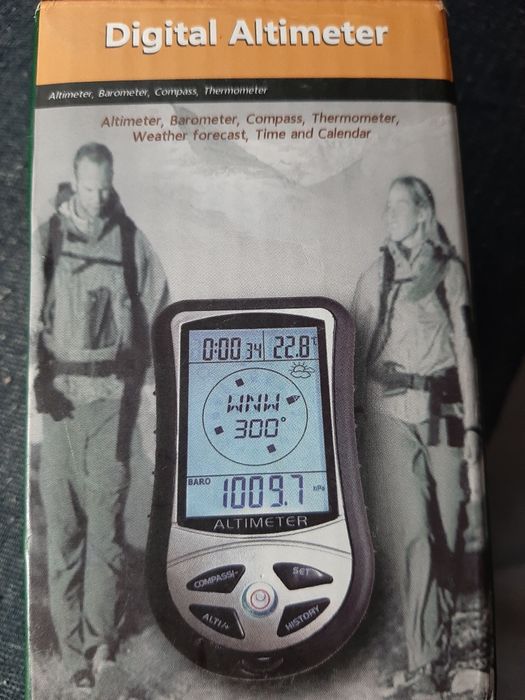 Digital Altimeter
Altimeter, Barometer, Compass, Thermometer
Altimeter, Barometer, Compass, Thermometer,
Weather forecast, Time and Calendar
0:00 34 22.8
WNW
300°
BARO 1009.7 hPa
ALTIMETER
COMPASS/- SET
ALTI/+ HISTORY